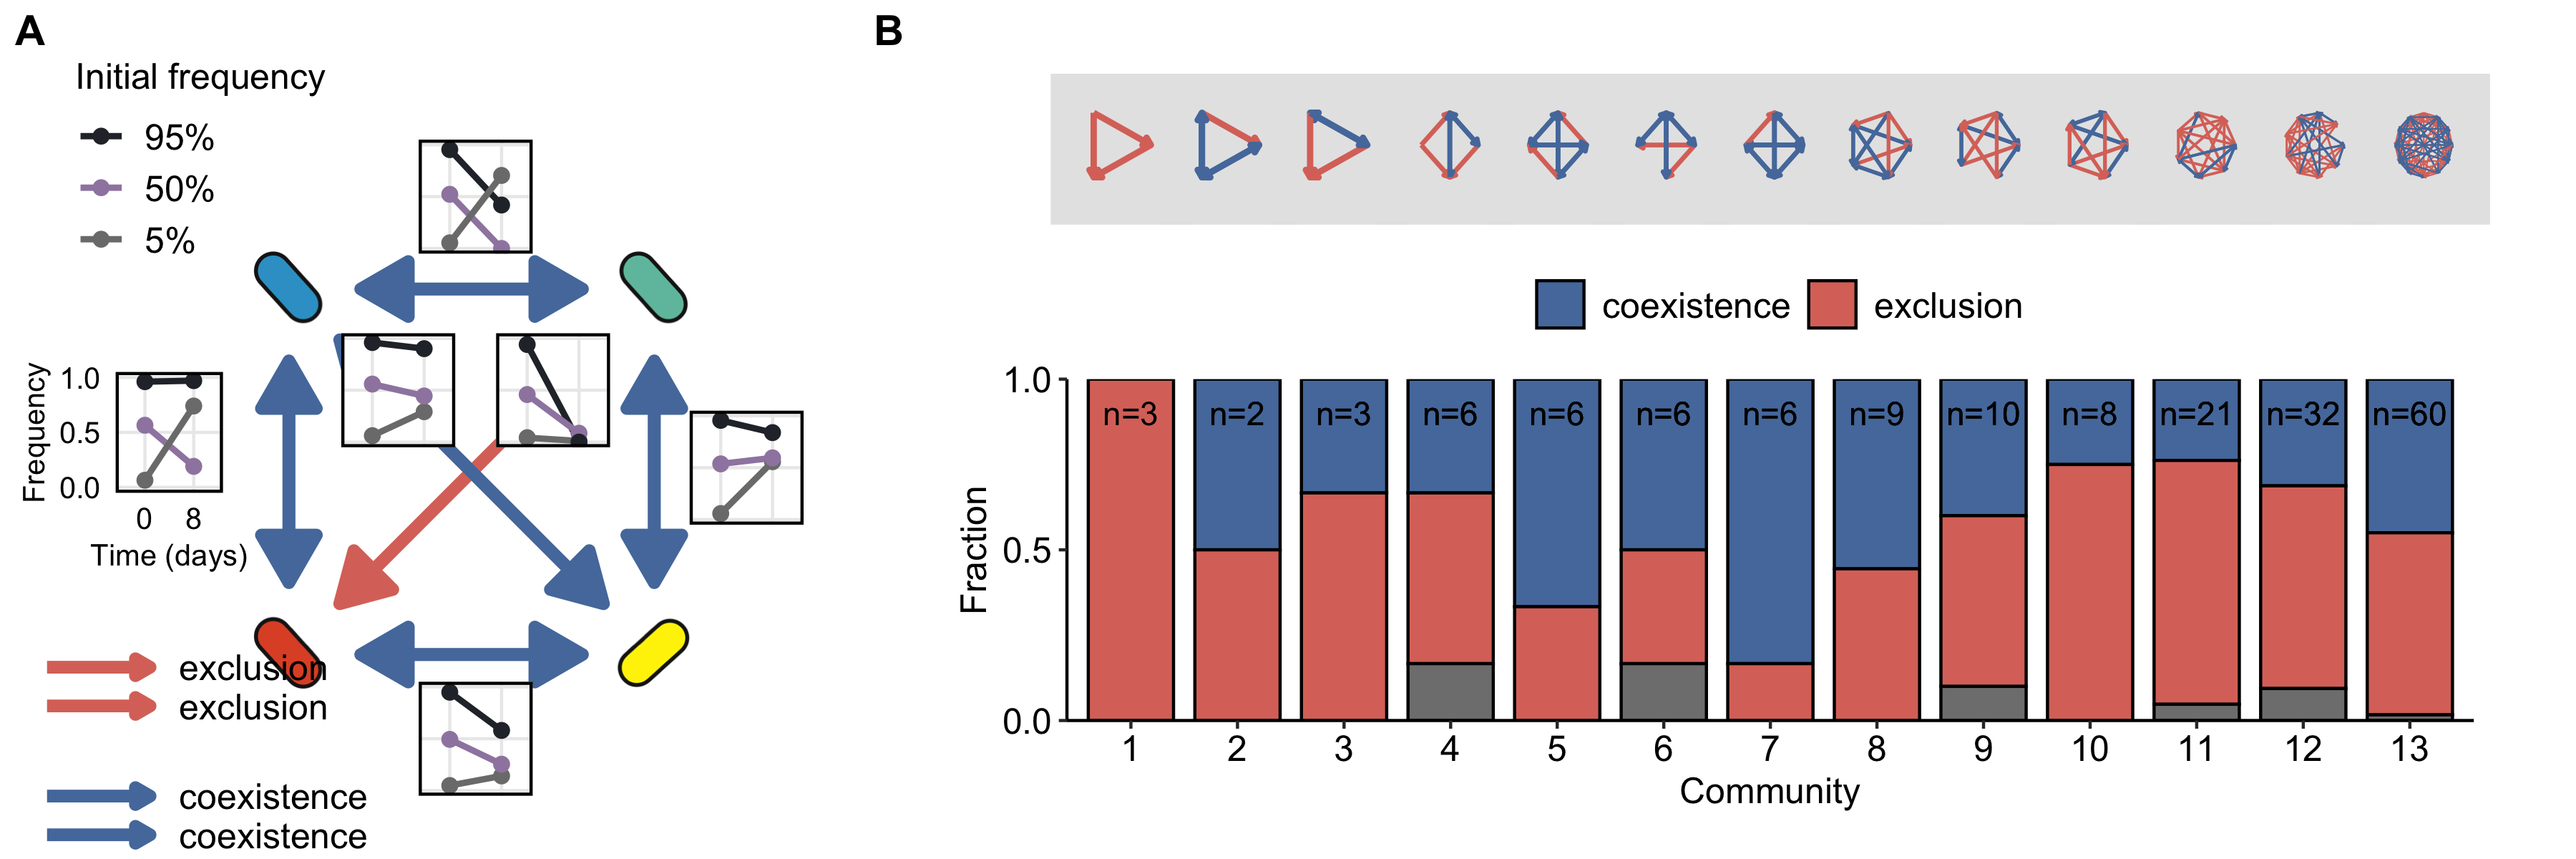 A
Initial frequency
95%
50%
5%
Frequency
1.0
0.5
0.0
0 8
Time (days)
exclusion
exclusion
coexistence
coexistence
B
coexistence exclusion
Fraction
1.0
0.5
0.0
n=3 n=2 n=3 n=6 n=6 n=6 n=6 n=9 n=10 n=8 n=21 n=32 n=60
1 2 3 4 5 6 7 8 9 10 11 12 13
Community